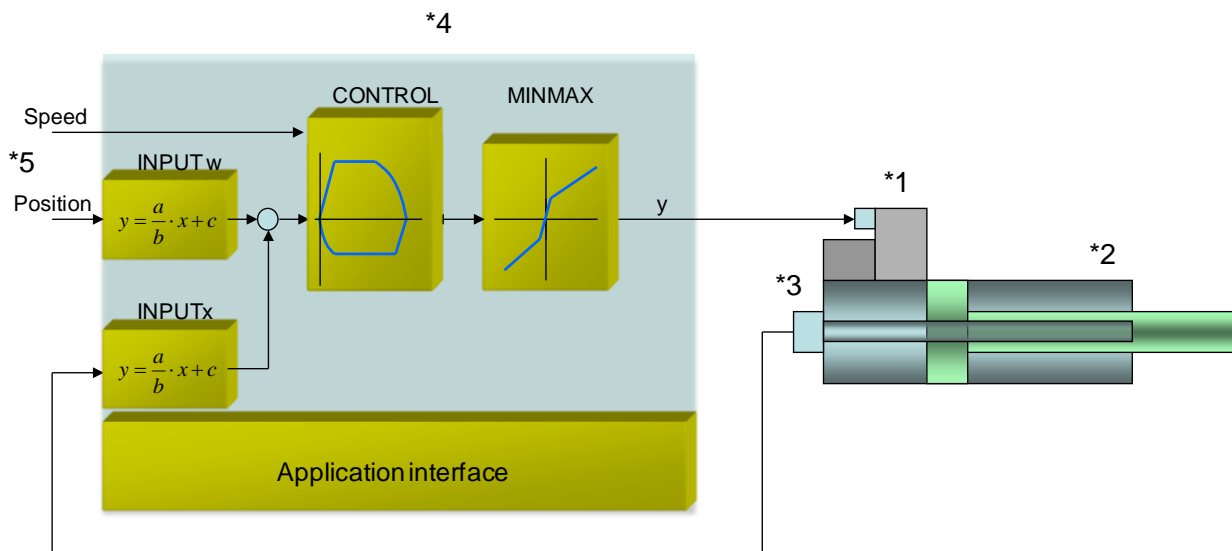 *4
CONTROL
MINMAX
Speed
*5
INPUT w
Position
y = a/b · x + c
y
*1
*2
*3
INPUTx
y = a/b · x + c
Application interface